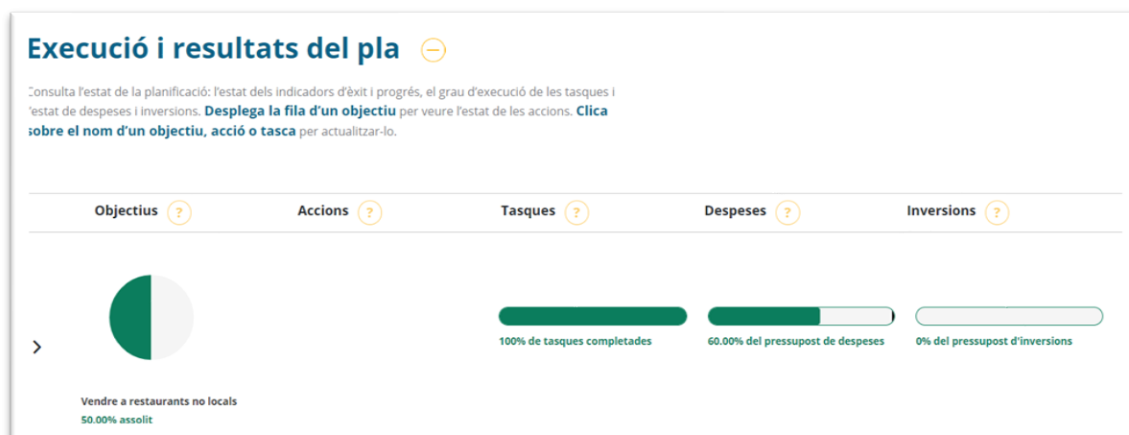 Execució i resultats del pla
Consulta l'estat de la planificació: l'estat dels indicadors d'èxit i progrés, el grau d'execució de les tasques i
l'estat de despeses i inversions. Desplega la fila d'un objectiu per veure l'estat de les accions. Clica
sobre el nom d'un objectiu, acció o tasca per actualitzar-lo.
Objectius ? Accions ? Tasques ? Despeses ? Inversions ?
100% de tasques completades 60.00% del pressupost de despeses 0% del pressupost d'inversions
Vendre a restaurants no locals
50.00% assolit